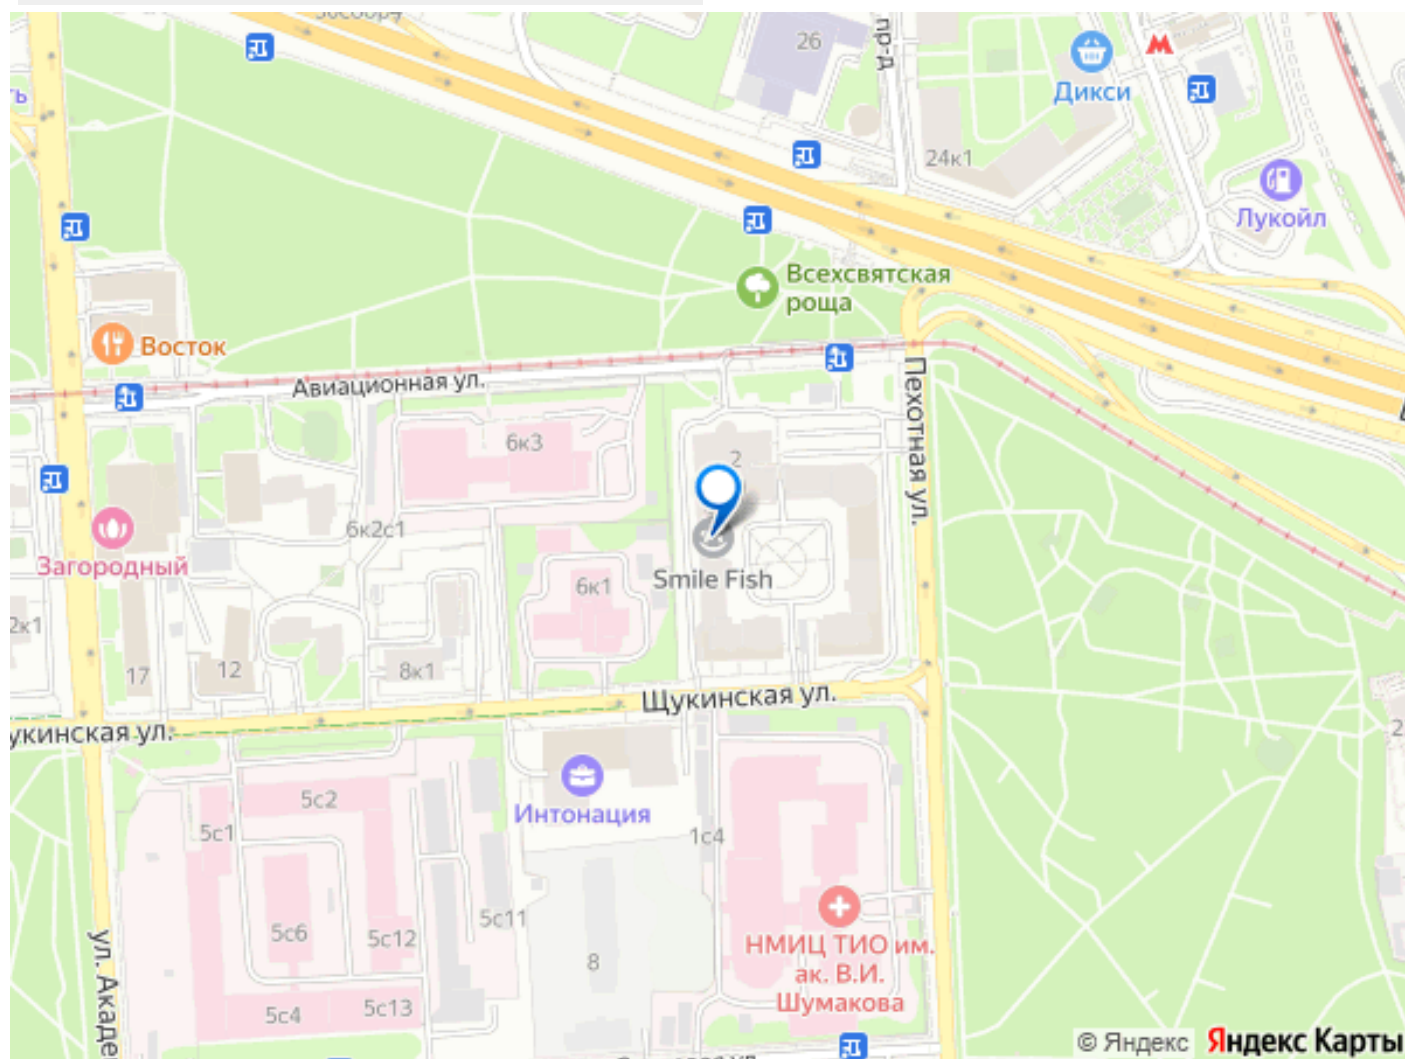 26
пр-д
Дикси
24к1
Лукойл
Всехсвятская
роща
Восток
Авиационная ул.
Пехотная ул.
6к3
2
6к2с1
Загородный
Smile Fish
6к1
2к1
17
12
8к1
Щукинская ул.
укинская ул.
5с2
Интонация
5с1
1с4
5с11
5с6
5с12
8
НМИЦ ТИО им.
ак. В.И.
Шумакова
ул. Акаде
5с4
5с13
© Яндекс Яндекс Карты